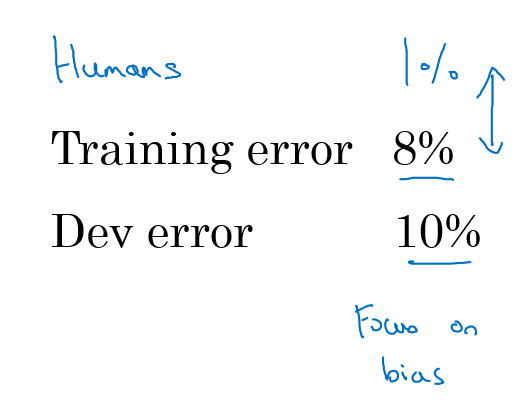 Humans 1%
Training error 8%
Dev error 10%
Focus on
bias